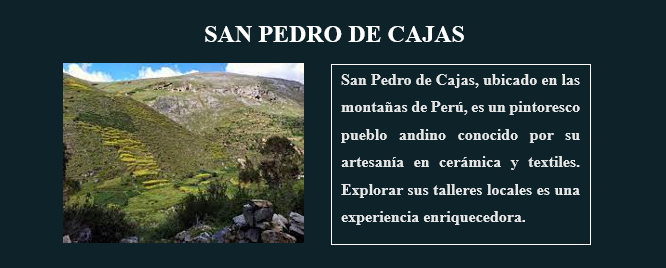 SAN PEDRO DE CAJAS
San Pedro de Cajas, ubicado en las
montañas de Perú, es un pintoresco
pueblo andino conocido por su
artesanía en cerámica y textiles.
Explorar sus talleres locales es una
experiencia enriquecedora.